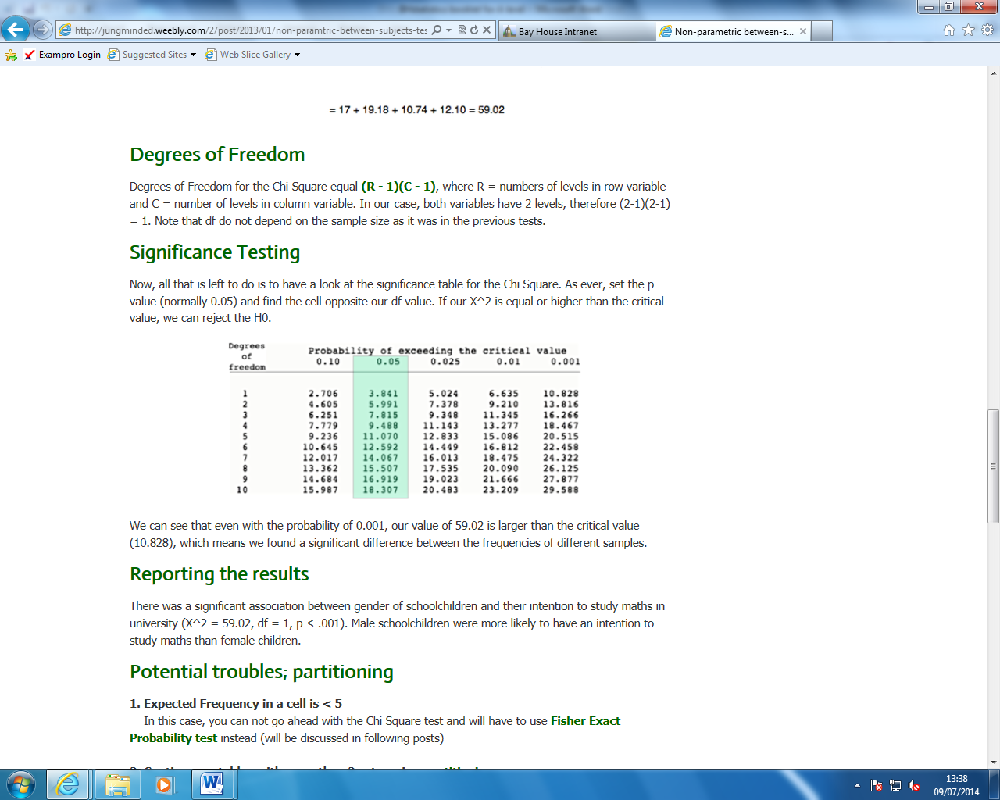 http://jungminded.weebly.com/2/post/2013/01/non-paramtric-between-subjects-tes
Bay House Intranet
Non-parametric between-s...
Exampro Login
Suggested Sites
Web Slice Gallery
= 17 + 19.18 + 10.74 + 12.10 = 59.02
Degrees of Freedom
Degrees of Freedom for the Chi Square equal (R - 1)(C - 1), where R = numbers of levels in row variable
and C = number of levels in column variable. In our case, both variables have 2 levels, therefore (2-1)(2-1)
= 1. Note that df do not depend on the sample size as it was in the previous tests.
Significance Testing
Now, all that is left to do is to have a look at the significance table for the Chi Square. As ever, set the p
value (normally 0.05) and find the cell opposite our df value. If our X^2 is equal or higher than the critical
value, we can reject the H0.
Degrees
of
freedom
Probability of exceeding the critical value
0.10 0.05 0.025 0.01 0.001
1 2.706 3.841 5.024 6.635 10.828
2 4.605 5.991 7.378 9.210 13.816
3 6.251 7.815 9.348 11.345 16.266
4 7.779 9.488 11.143 13.277 18.467
5 9.236 11.070 12.833 15.086 20.515
6 10.645 12.592 14.449 16.812 22.458
7 12.017 14.067 16.013 18.475 24.322
8 13.362 15.507 17.535 20.090 26.125
9 14.684 16.919 19.023 21.666 27.877
10 15.987 18.307 20.483 23.209 29.588
We can see that even with the probability of 0.001, our value of 59.02 is larger than the critical value
(10.828), which means we found a significant difference between the frequencies of different samples.
Reporting the results
There was a significant association between gender of schoolchildren and their intention to study maths in
university (X^2 = 59.02, df = 1, p < .001). Male schoolchildren were more likely to have an intention to
study maths than female children.
Potential troubles; partitioning
1. Expected Frequency in a cell is < 5
In this case, you can not go ahead with the Chi Square test and will have to use Fisher Exact
Probability test instead (will be discussed in following posts)
13:38
09/07/2014